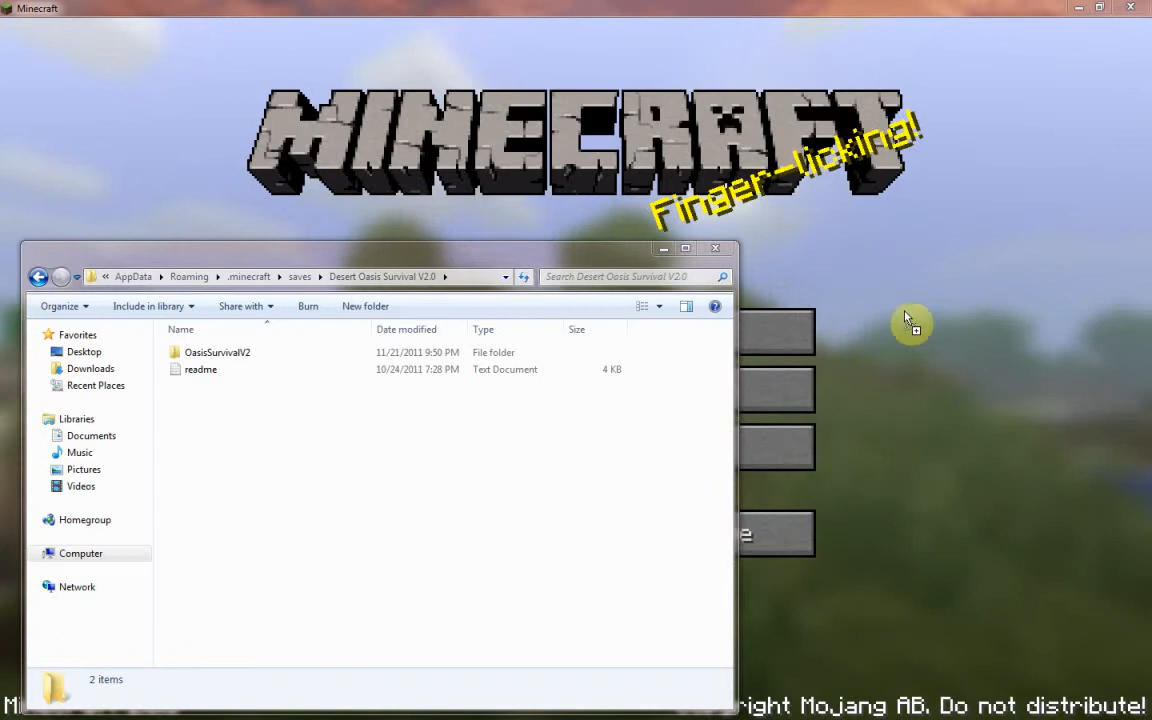 Minecraft
MINECRAFT
Finger-licking!
« AppData Roaming .minecraft saves Desert Oasis Survival V2.0
Search Desert Oasis Survival V2.0
Organize Include in library Share with Burn New folder
Name Date modified Type Size
Favorites
Desktop
Downloads
Recent Places
Libraries
Documents
Music
Pictures
Videos
Homegroup
Computer
Network
OasisSurvivalV2 11/21/2011 9:50 PM File folder
readme 10/24/2011 7:28 PM Text Document 4 KB
e
2 items
Mojang AB. Do not distribute!